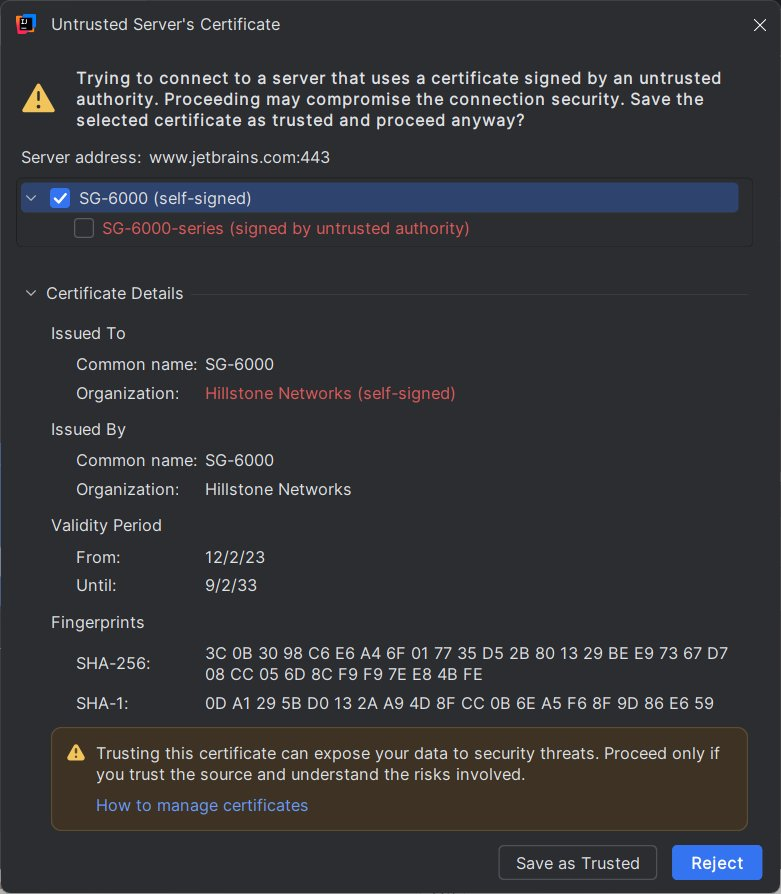 Untrusted Server's Certificate
Trying to connect to a server that uses a certificate signed by an untrusted
authority. Proceeding may compromise the connection security. Save the
selected certificate as trusted and proceed anyway?
Server address: www.jetbrains.com:443
SG-6000 (self-signed)
SG-6000-series (signed by untrusted authority)
Certificate Details
Issued To
Common name: SG-6000
Organization: Hillstone Networks (self-signed)
Issued By
Common name: SG-6000
Organization: Hillstone Networks
Validity Period
From: 12/2/23
Until: 9/2/33
Fingerprints
SHA-256: 3C 0B 30 98 C6 E6 A4 6F 01 77 35 D5 2B 80 13 29 BE E9 73 67 D7
08 CC 05 6D 8C F9 F9 7E E8 4B FE
SHA-1: 0D A1 29 5B D0 13 2A A9 4D 8F CC 0B 6E A5 F6 8F 9D 86 E6 59
Trusting this certificate can expose your data to security threats. Proceed only if
you trust the source and understand the risks involved.
How to manage certificates
Save as Trusted
Reject